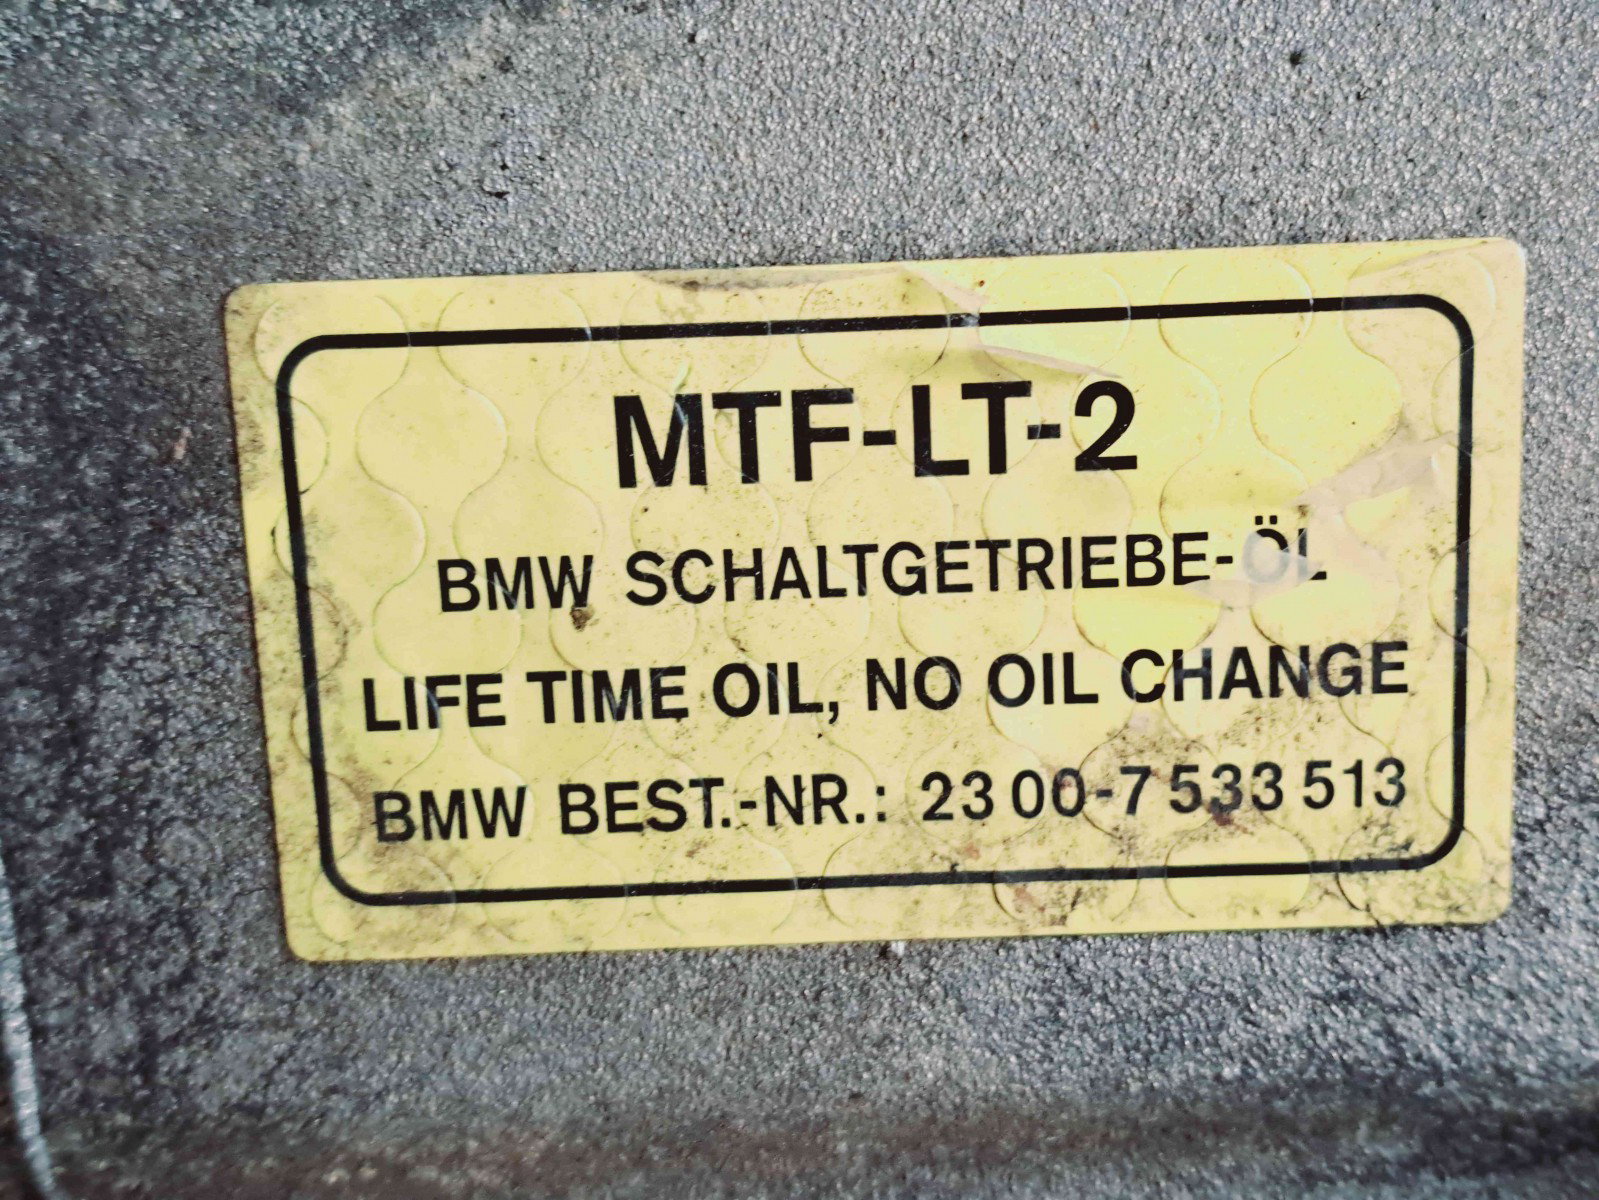 MTF-LT-2
BMW SCHALTGETRIEBE-ÖL
LIFE TIME OIL, NO OIL CHANGE
BMW BEST.-NR.: 23 00-7 533 513